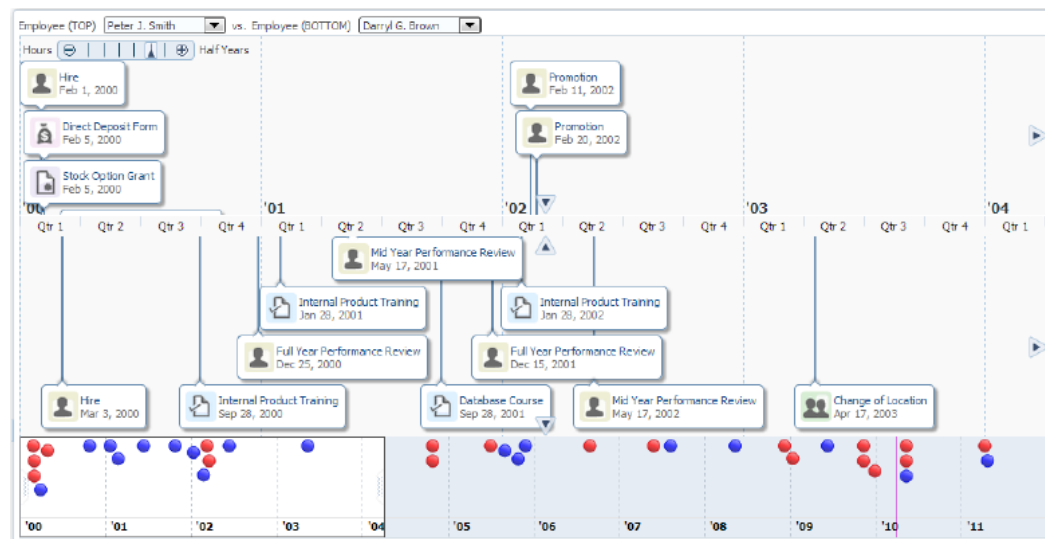 Employee (TOP) Peter J. Smith vs. Employee (BOTTOM) Darryl G. Brown
Hours Half Years
Hire
Feb 1, 2000
Direct Deposit Form
Feb 5, 2000
Stock Option Grant
Feb 5, 2000
Promotion
Feb 11, 2002
Promotion
Feb 20, 2002
'00 '01 '02 '03 '04
Qtr 1 Qtr 2 Qtr 3 Qtr 4 Qtr 1 Qtr 2 Qtr 3 Qtr 4 Qtr 1 Qtr 2 Qtr 3 Qtr 4 Qtr 1 Qtr 2 Qtr 3 Qtr 4 Qtr 1
Mid Year Performance Review
May 17, 2001
Internal Product Training
Jan 28, 2001
Internal Product Training
Jan 28, 2002
Full Year Performance Review
Dec 25, 2000
Full Year Performance Review
Dec 15, 2001
Hire
Mar 3, 2000
Internal Product Training
Sep 28, 2000
Database Course
Sep 28, 2001
Mid Year Performance Review
May 17, 2002
Change of Location
Apr 17, 2003
'00 '01 '02 '03 '04 '05 '06 '07 '08 '09 '10 '11